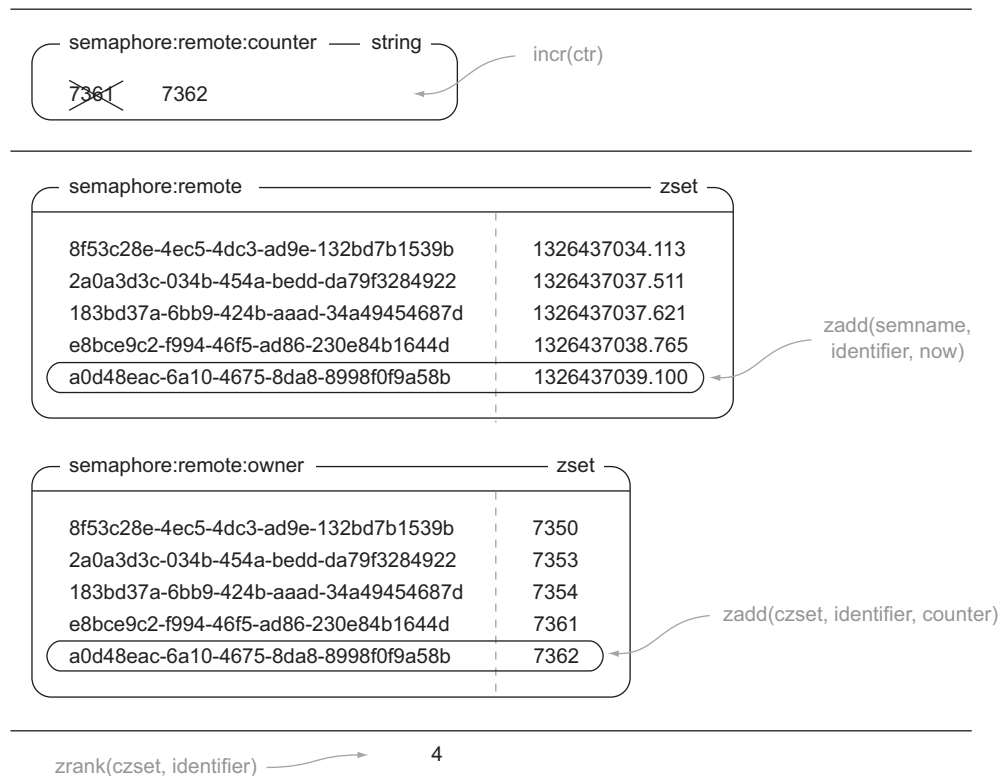 semaphore:remote:counter string
incr(ctr)
7361 7362
semaphore:remote zset
8f53c28e-4ec5-4dc3-ad9e-132bd7b1539b 1326437034.113
2a0a3d3c-034b-454a-bedd-da79f3284922 1326437037.511
183bd37a-6bb9-424b-aaad-34a49454687d 1326437037.621
e8bce9c2-f994-46f5-ad86-230e84b1644d 1326437038.765
a0d48eac-6a10-4675-8da8-8998f0f9a58b 1326437039.100
zadd(semname,
identifier, now)
semaphore:remote:owner zset
8f53c28e-4ec5-4dc3-ad9e-132bd7b1539b 7350
2a0a3d3c-034b-454a-bedd-da79f3284922 7353
183bd37a-6bb9-424b-aaad-34a49454687d 7354
e8bce9c2-f994-46f5-ad86-230e84b1644d 7361
a0d48eac-6a10-4675-8da8-8998f0f9a58b 7362
zadd(czset, identifier, counter)
zrank(czset, identifier) 4